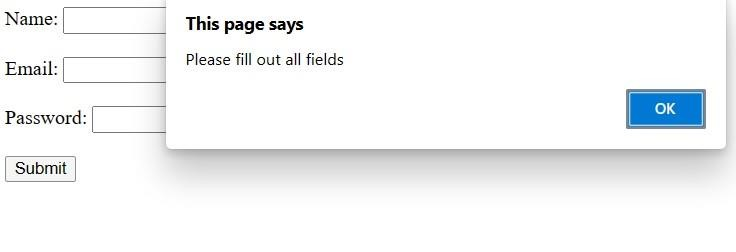 Name:
This page says
Please fill out all fields
Email:
OK
Password:
Submit